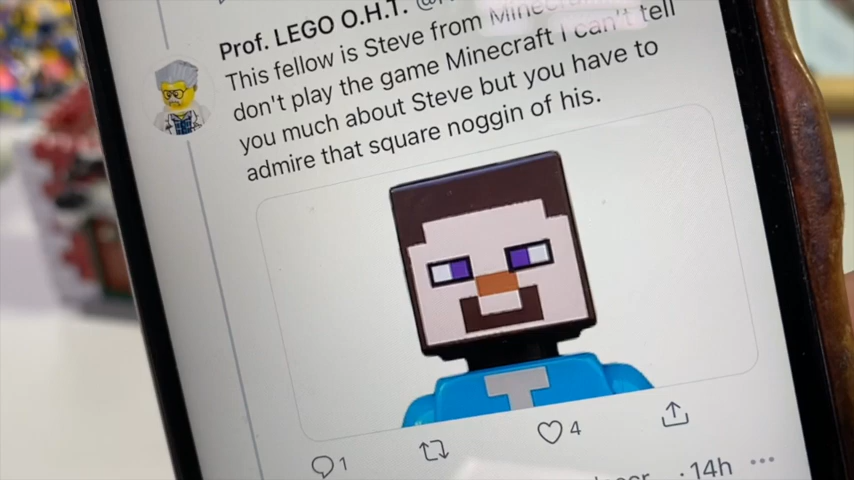 Prof. LEGO O.H.T.
This fellow is Steve from
don't play the game Minecraft I can't tell
you much about Steve but you have to
admire that square noggin of his.
1
4
· 14h ...